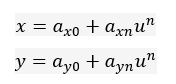 x = a_{x0} + a_{xn}u^n
y = a_{y0} + a_{yn}u^n